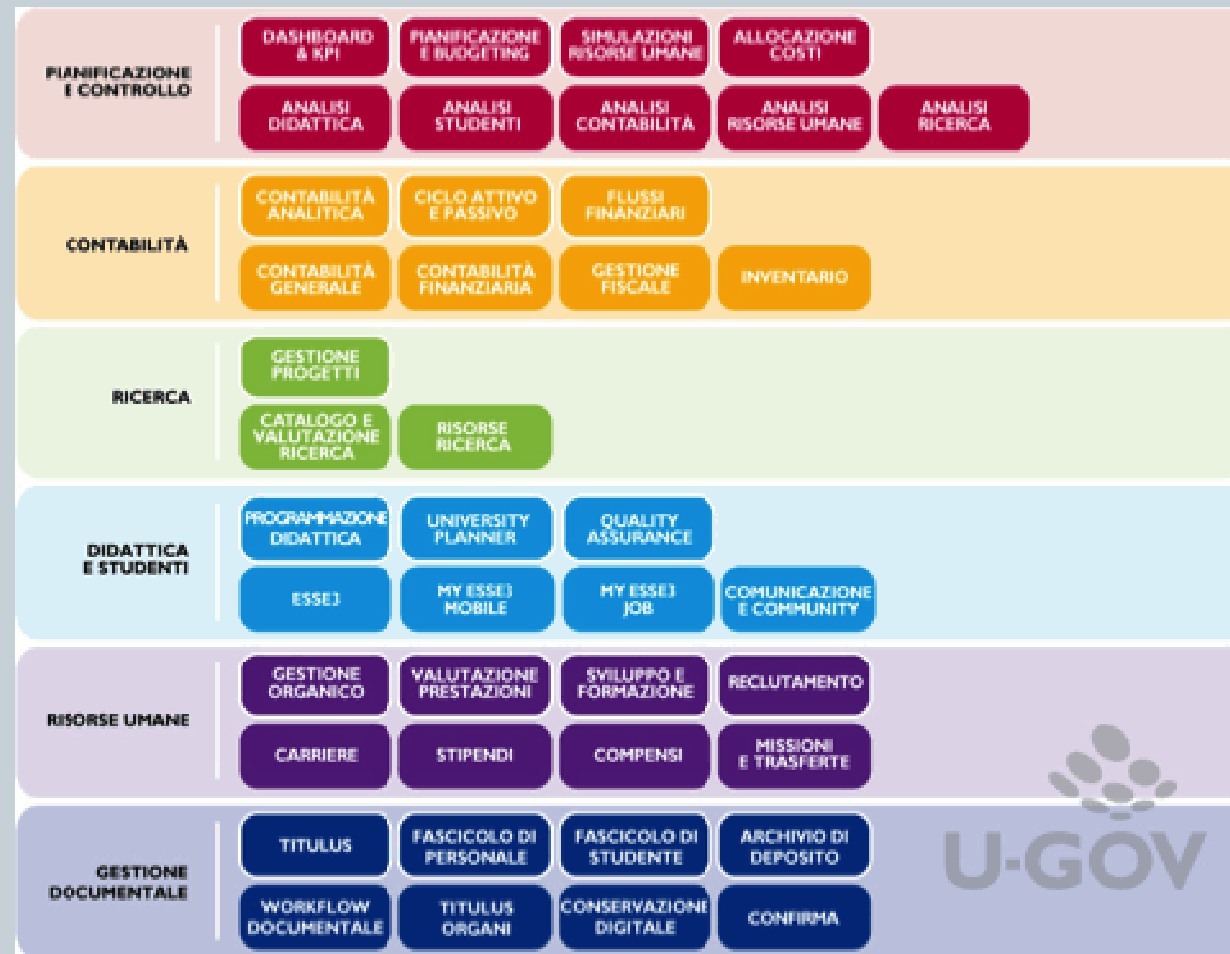 PIANIFICAZIONE
E CONTROLLO
DASHBOARD
& KPI
PIANIFICAZIONE
E BUDGETING
SIMULAZIONI
RISORSE UMANE
ALLOCAZIONE
COSTI
ANALISI
DIDATTICA
ANALISI
STUDENTI
ANALISI
CONTABILITÀ
ANALISI
RISORSE UMANE
ANALISI
RICERCA
CONTABILITÀ
CONTABILITÀ
ANALITICA
CICLO ATTIVO
E PASSIVO
FLUSSI
FINANZIARI
CONTABILITÀ
GENERALE
CONTABILITÀ
FINANZIARIA
GESTIONE
FISCALE
INVENTARIO
RICERCA
GESTIONE
PROGETTI
CATALOGO E
VALUTAZIONE
RICERCA
RISORSE
RICERCA
DIDATTICA
E STUDENTI
PROGRAMMAZIONE
DIDATTICA
UNIVERSITY
PLANNER
QUALITY
ASSURANCE
ESSE3
MY ESSE3
MOBILE
MY ESSE3
JOB
COMUNICAZIONE
E COMMUNITY
RISORSE UMANE
GESTIONE
ORGANICO
VALUTAZIONE
PRESTAZIONI
SVILUPPO E
FORMAZIONE
RECLUTAMENTO
CARRIERE
STIPENDI
COMPENSI
MISSIONI
E TRASFERTE
GESTIONE
DOCUMENTALE
TITULUS
FASCICOLO DI
PERSONALE
FASCICOLO DI
STUDENTE
ARCHIVIO DI
DEPOSITO
WORKFLOW
DOCUMENTALE
TITULUS
ORGANI
CONSERVAZIONE
DIGITALE
CONFIRMA
U-GOV